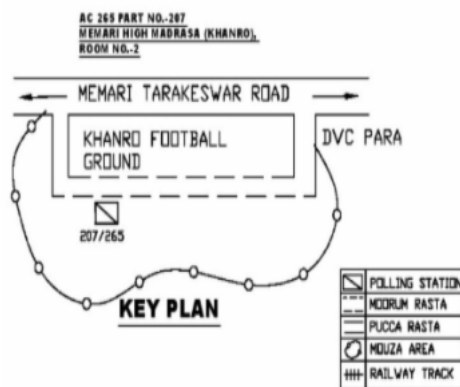 AC 265 PART NO.-207
MEMARI HIGH MADRASA (KHANRO),
ROOM NO.-2
MEMARI TARAKESWAR ROAD
KHANRO FOOTBALL
GROUND
DVC PARA
207/265
KEY PLAN
POLLING STATION
MOORUM RASTA
PUCCA RASTA
MOUZA AREA
RAILWAY TRACK